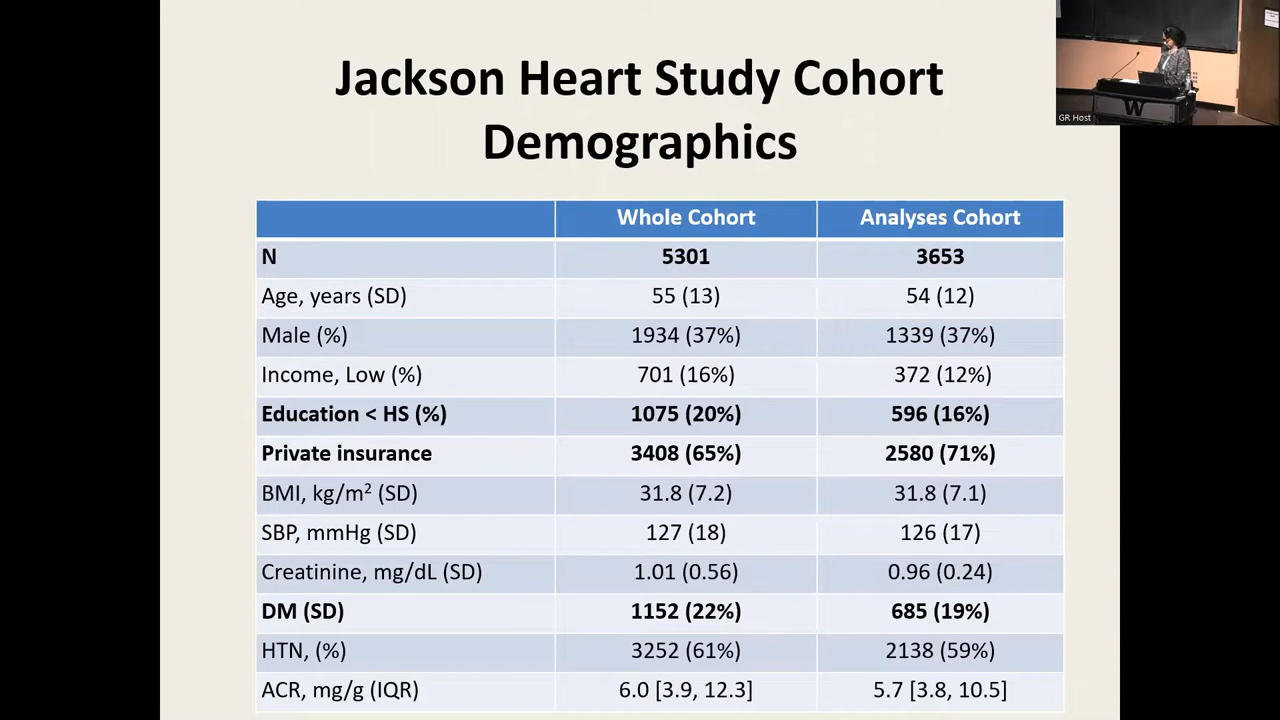 Jackson Heart Study Cohort
Demographics
GR Host
W
Whole Cohort Analyses Cohort
N 5301 3653
Age, years (SD) 55 (13) 54 (12)
Male (%) 1934 (37%) 1339 (37%)
Income, Low (%) 701 (16%) 372 (12%)
Education < HS (%) 1075 (20%) 596 (16%)
Private insurance 3408 (65%) 2580 (71%)
BMI, kg/m² (SD) 31.8 (7.2) 31.8 (7.1)
SBP, mmHg (SD) 127 (18) 126 (17)
Creatinine, mg/dL (SD) 1.01 (0.56) 0.96 (0.24)
DM (SD) 1152 (22%) 685 (19%)
HTN, (%) 3252 (61%) 2138 (59%)
ACR, mg/g (IQR) 6.0 [3.9, 12.3] 5.7 [3.8, 10.5]